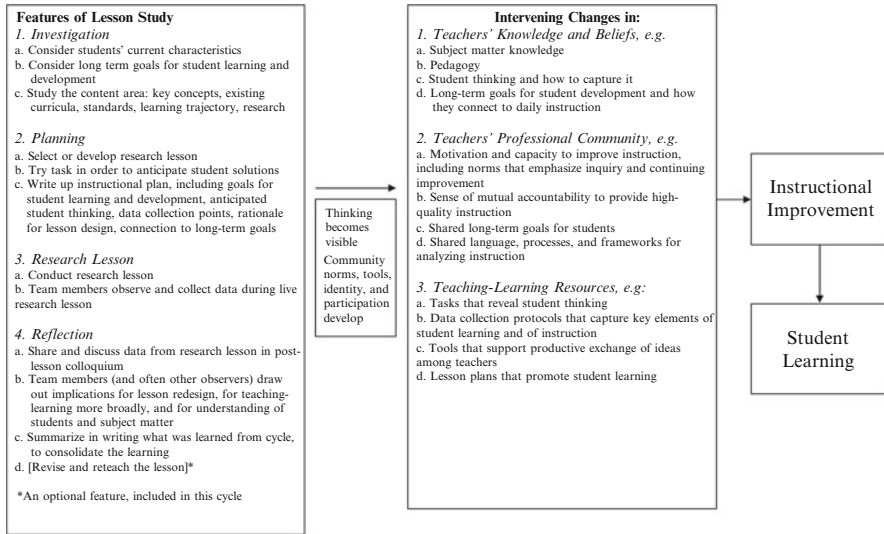 Features of Lesson Study
1. Investigation
a. Consider students' current characteristics
b. Consider long term goals for student learning and
development
c. Study the content area: key concepts, existing
curricula, standards, learning trajectory, research
2. Planning
a. Select or develop research lesson
b. Try task in order to anticipate student solutions
c. Write up instructional plan, including goals for
student learning and development, anticipated
student thinking, data collection points, rationale
for lesson design, connection to long-term goals
3. Research Lesson
a. Conduct research lesson
b. Team members observe and collect data during live
research lesson
4. Reflection
a. Share and discuss data from research lesson in post-
lesson colloquium
b. Team members (and often other observers) draw
out implications for lesson redesign, for teaching-
learning more broadly, and for understanding of
students and subject matter
c. Summarize in writing what was learned from cycle,
to consolidate the learning
d. [Revise and reteach the lesson]*
*An optional feature, included in this cycle
Thinking
becomes
visible
Community
norms, tools,
identity, and
participation
develop
Intervening Changes in:
1. Teachers' Knowledge and Beliefs, e.g.
a. Subject matter knowledge
b. Pedagogy
c. Student thinking and how to capture it
d. Long-term goals for student development and how
they connect to daily instruction
2. Teachers' Professional Community, e.g.
a. Motivation and capacity to improve instruction,
including norms that emphasize inquiry and continuing
improvement
b. Sense of mutual accountability to provide high-
quality instruction
c. Shared long-term goals for students
d. Shared language, processes, and frameworks for
analyzing instruction
3. Teaching-Learning Resources, e.g:
a. Tasks that reveal student thinking
b. Data collection protocols that capture key elements of
student learning and of instruction
c. Tools that support productive exchange of ideas
among teachers
d. Lesson plans that promote student learning
Instructional
Improvement
Student
Learning